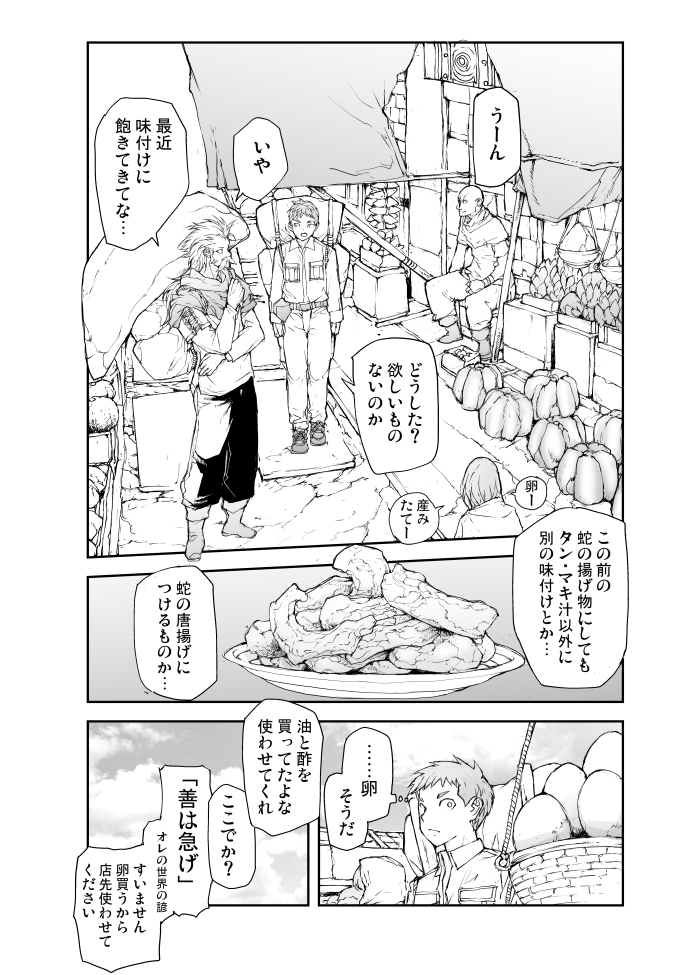 うーん
どうした？
欲しいもの
ないのか
いや
最近
味付けに
飽きてきてな…
卵ー
産み
たてー
この前の
蛇の揚げ物にしても
タン・マキ汁以外に
別の味付けとか…
蛇の唐揚げに
つけるものか…
……卵
そうだ
油と酢を
買ってたよな
使わせてくれ
ここでか？
「善は急げ」
オレの世界の諺
すいません
卵買うから
店先使わせて
ください